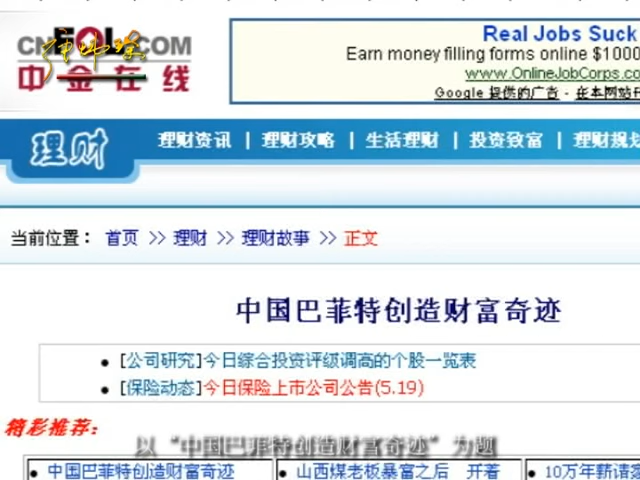 CNFOL.COM
中金在线
Real Jobs Suck
Earn money filling forms online $1000
www.OnlineJobCorps.co
Google 提供的广告 - 在本网站
理财
理财资讯 | 理财攻略 | 生活理财 | 投资致富 | 理财规划
当前位置： 首页 >> 理财 >> 理财故事 >> 正文
中国巴菲特创造财富奇迹
● [公司研究]今日综合投资评级调高的个股一览表
● [保险动态]今日保险上市公司公告(5.19)
精彩推荐：
以“中国巴菲特创造财富奇迹”为题
● 中国巴菲特创造财富奇迹
● 山西煤老板暴富之后 开着
● 10万年薪请